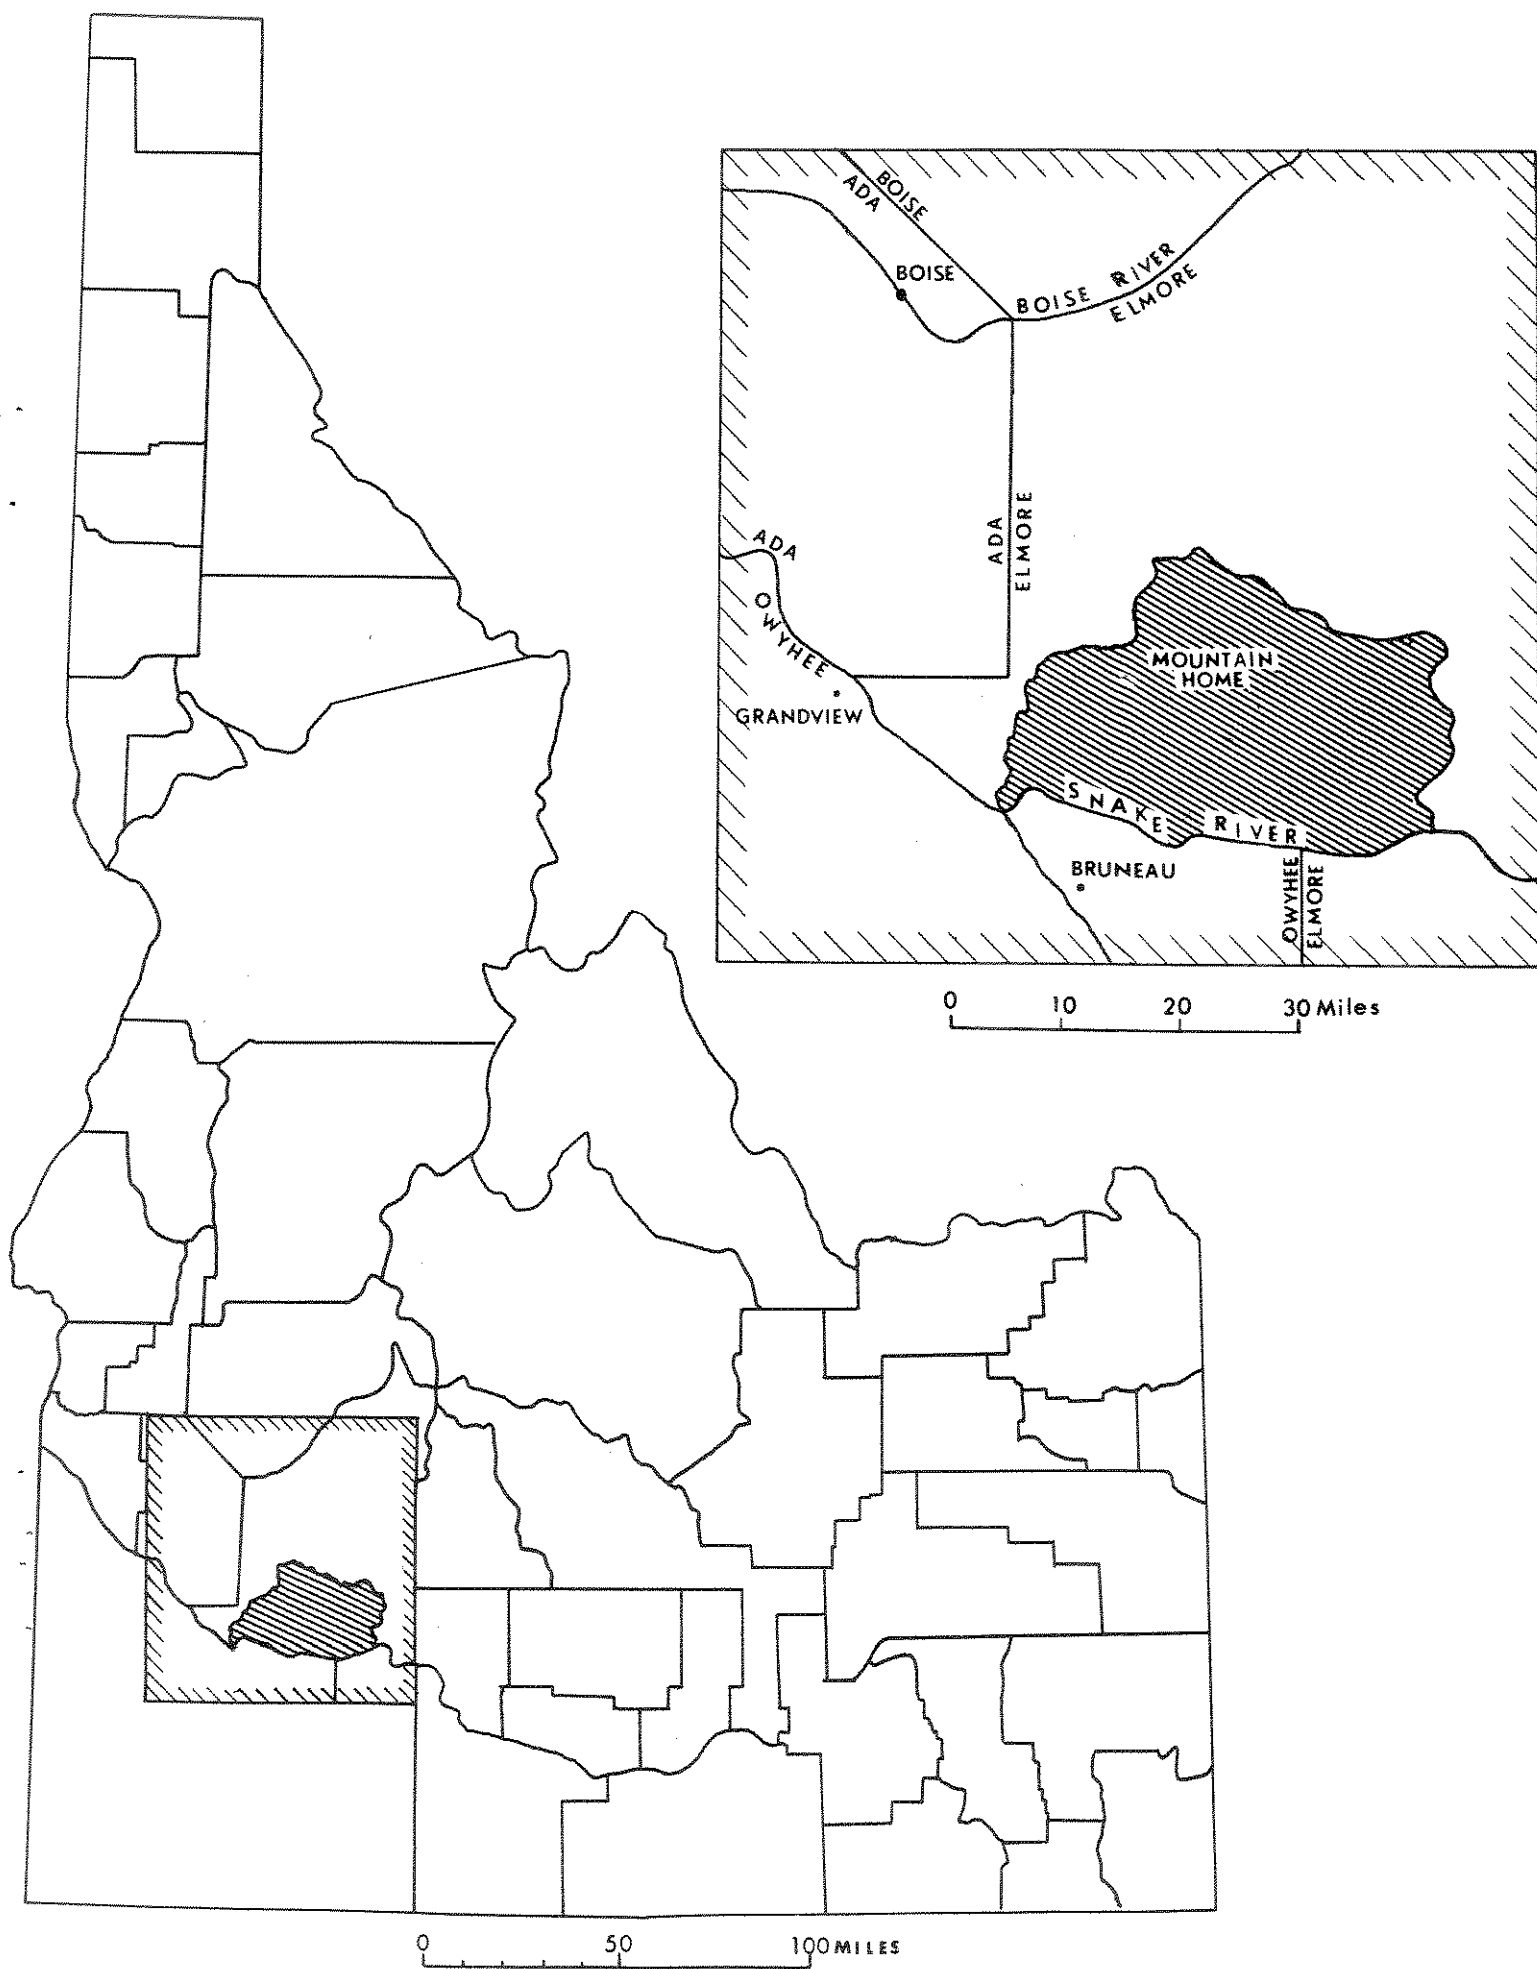 BOISE
ADA
BOISE
BOISE RIVER
ELMORE
ADA
ELMORE
ADA
OWYHEE
GRANDVIEW
MOUNTAIN
HOME
SNAKE RIVER
BRUNEAU
OWYHEE
ELMORE
0 10 20 30 Miles
0 50 100 MILES